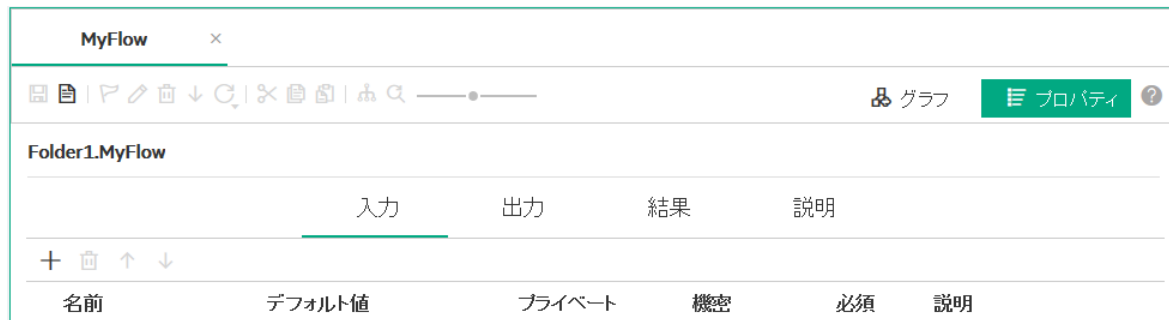 MyFlow ×
グラフ プロパティ ?
Folder1.MyFlow
入力 出力 結果 説明
名前 デフォルト値 プライベート 機密 必須 説明